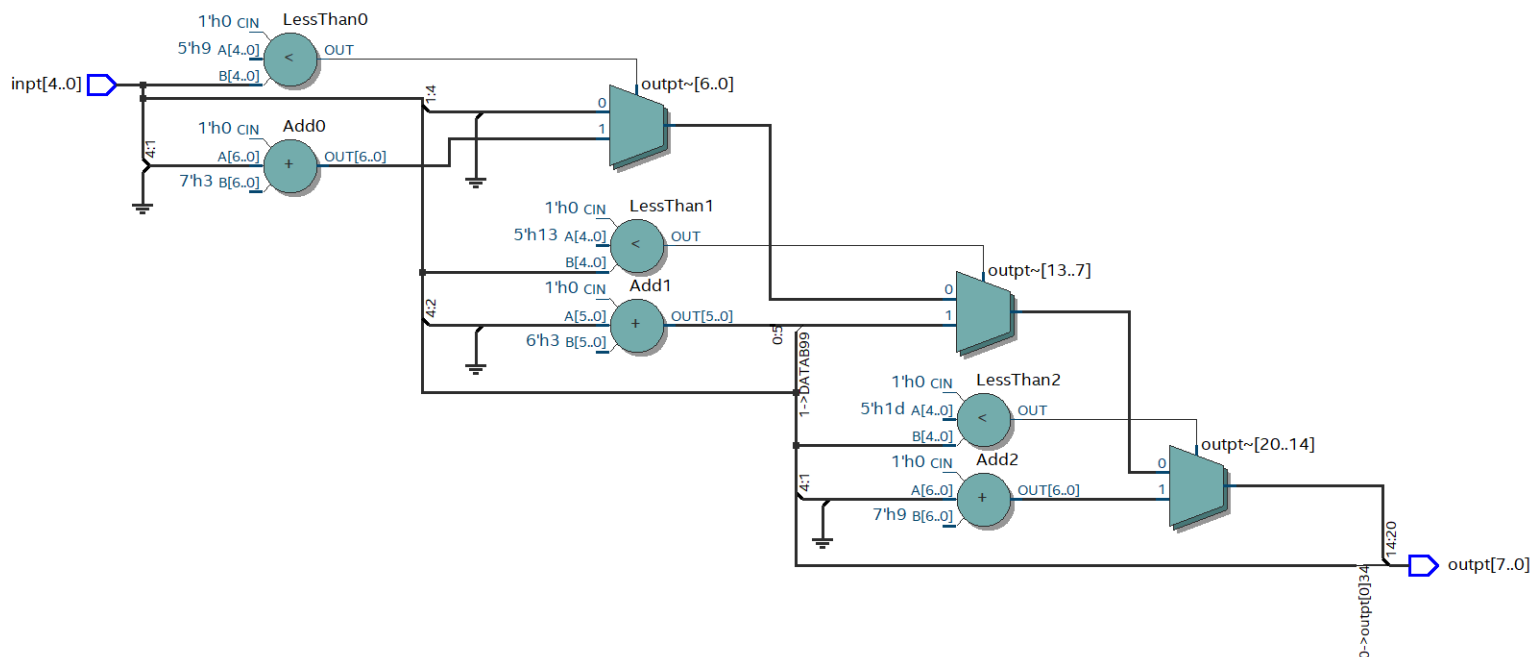 LessThan0
1'h0 CIN
5'h9 A[4..0]
< OUT
B[4..0]
inpt[4..0]
outpt~[6..0]
1:4
0
1
Add0
1'h0 CIN
4:1
A[6..0]
+ OUT[6..0]
7'h3 B[6..0]
LessThan1
1'h0 CIN
5'h13 A[4..0]
< OUT
B[4..0]
outpt~[13..7]
0
1
Add1
1'h0 CIN
4:2
A[5..0]
+ OUT[5..0]
6'h3 B[5..0]
0:5
1->DATAB99
LessThan2
1'h0 CIN
5'h1d A[4..0]
< OUT
B[4..0]
outpt~[20..14]
0
1
Add2
1'h0 CIN
4:1
A[6..0]
+ OUT[6..0]
7'h9 B[6..0]
14:20
outpt[7..0]
0->outpt[0]34